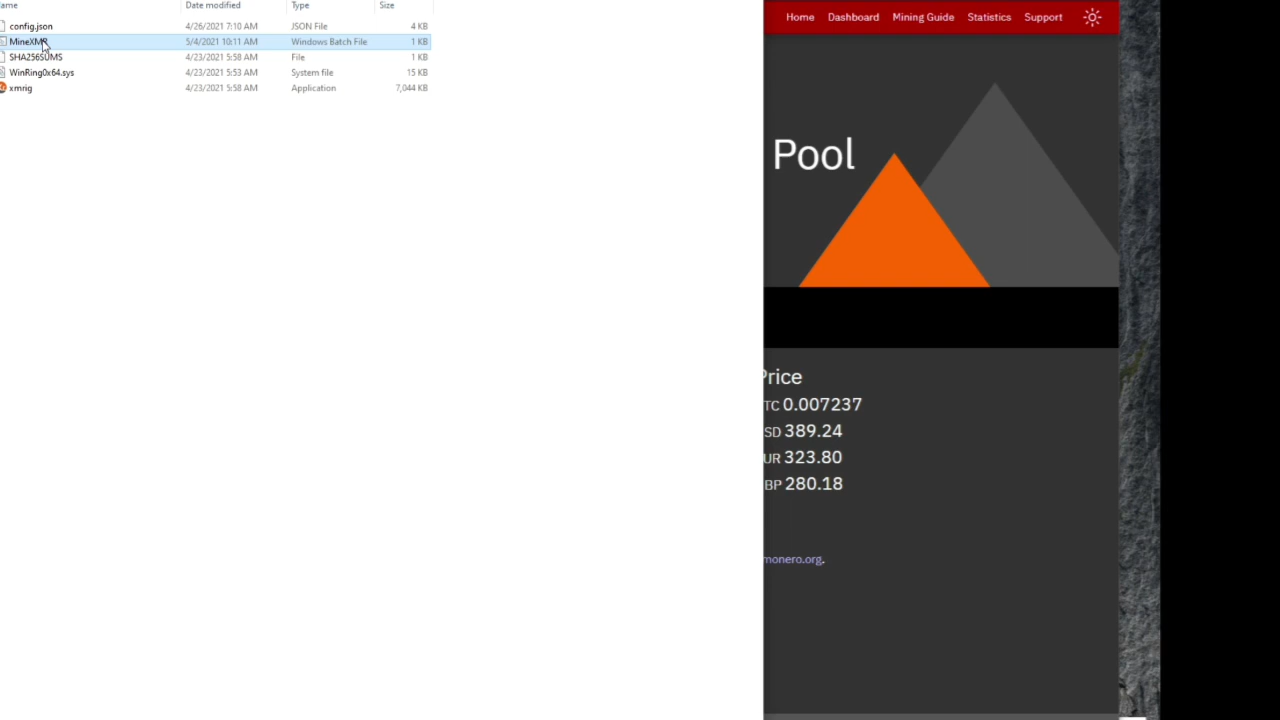 ame Date modified Type Size
config.json 4/26/2021 7:10 AM JSON File 4 KB
MineXMR 5/4/2021 10:11 AM Windows Batch File 1 KB
SHA256SUMS 4/23/2021 5:58 AM File 1 KB
WinRing0x64.sys 4/23/2021 5:53 AM System file 15 KB
xmrig 4/23/2021 5:58 AM Application 7,044 KB
Home Dashboard Mining Guide Statistics Support
Pool
Price
TC 0.007237
SD 389.24
UR 323.80
BP 280.18
monero.org.